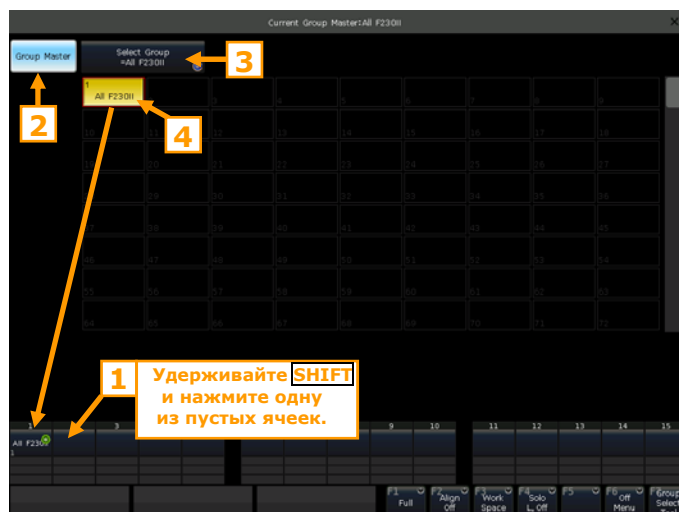 Current Group Master:All F230II
×
Group Master
Select Group
=All F230II
3
2
1
All F230II
4
3 4 5 6 7 8 9
10 11 12 13 14 15 16 17 18
19 20 21 22 23 24 25 26 27
29 30 31 32 33 34 35 36
37 38 39 40 41 42 43 44 45
46 47 48 49 50 51 52 53 54
55 56 57 58 59 60 61 62 63
64 65 66 67 68 69 70 71 72
1
Удерживайте SHIFT
и нажмите одну
из пустых ячеек.
1 3 9 10 11 12 13 14 15
All F230II
1
F1 Full
F2 Align Off
F3 Work Space
F4 Solo L, Off
F5
F6 Off Menu
F7 Group Select